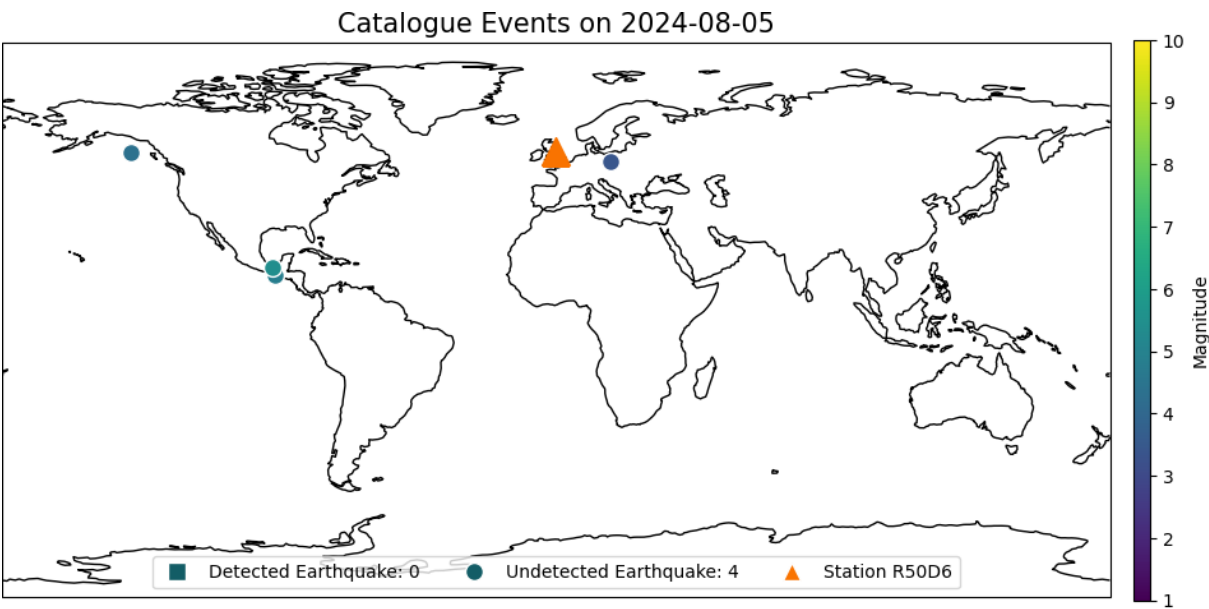 Catalogue Events on 2024-08-05
10
9
8
7
6
5
4
3
2
1
Magnitude
Detected Earthquake: 0
Undetected Earthquake: 4
Station R50D6